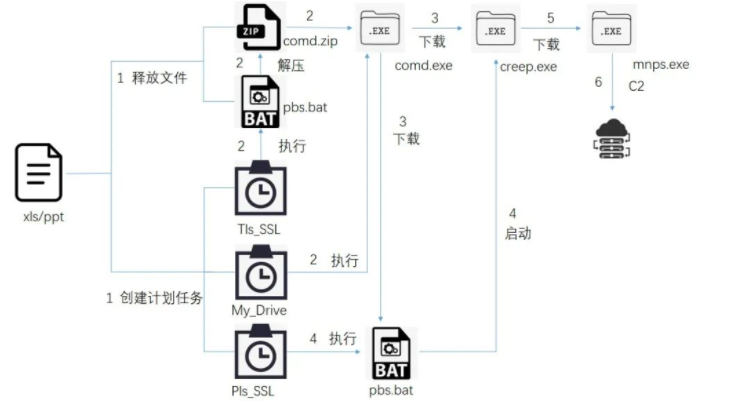 ZIP
2
comd.zip
.EXE
3
下载
.EXE
5
下载
.EXE
comd.exe
creep.exe
mnps.exe
1 释放文件
2
解压
BAT
pbs.bat
6
C2
3
下载
2
执行
xls/ppt
Tls_SSL
4
启动
2 执行
1 创建计划任务
My_Drive
4 执行
BAT
Pls_SSL
pbs.bat